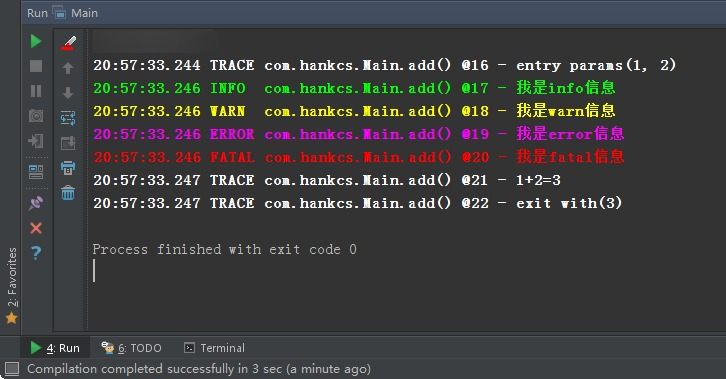 Run Main
20:57:33.244 TRACE com.hankcs.Main.add() @16 - entry params(1, 2)
20:57:33.246 INFO  com.hankcs.Main.add() @17 - 我是info信息
20:57:33.246 WARN  com.hankcs.Main.add() @18 - 我是warn信息
20:57:33.246 ERROR com.hankcs.Main.add() @19 - 我是error信息
20:57:33.246 FATAL com.hankcs.Main.add() @20 - 我是fatal信息
20:57:33.247 TRACE com.hankcs.Main.add() @21 - 1+2=3
20:57:33.247 TRACE com.hankcs.Main.add() @22 - exit with(3)
Process finished with exit code 0
2: Favorites
4: Run 6: TODO Terminal
Compilation completed successfully in 3 sec (a minute ago)